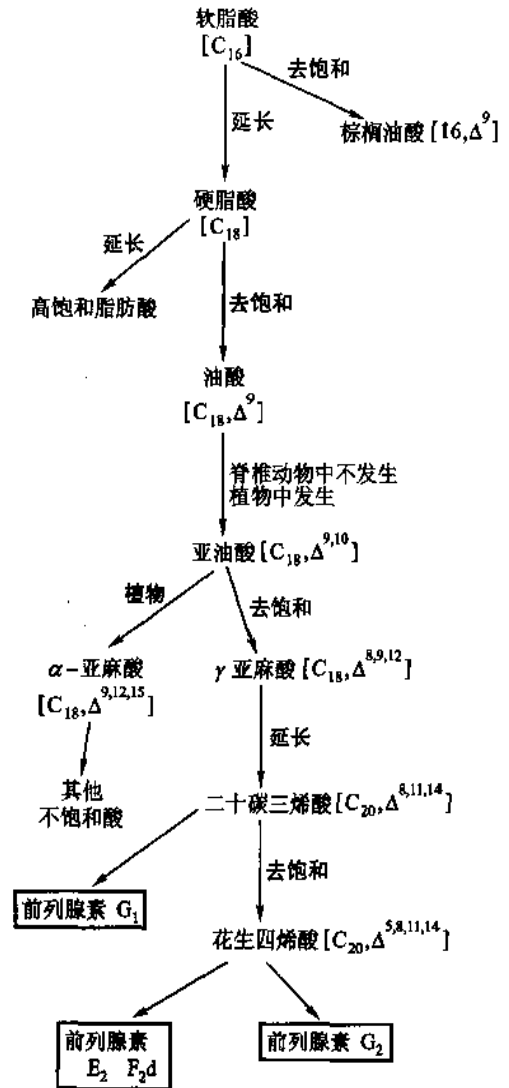 软脂酸
[C₁₆]
去饱和
延长
棕榈油酸[16,Δ⁹]
硬脂酸
[C₁₈]
延长
高饱和脂肪酸
去饱和
油酸
[C₁₈,Δ⁹]
脊椎动物中不发生
植物中发生
亚油酸[C₁₈,Δ⁹,¹⁰]
植物
去饱和
α-亚麻酸
[C₁₈,Δ⁹,¹²,¹⁵]
γ亚麻酸[C₁₈,Δ⁸,⁹,¹²]
延长
其他
不饱和酸
二十碳三烯酸[C₂₀,Δ⁸,¹¹,¹⁴]
去饱和
前列腺素 G₁
花生四烯酸[C₂₀,Δ⁵,⁸,¹¹,¹⁴]
前列腺素
E₂ F₂d
前列腺素 G₂